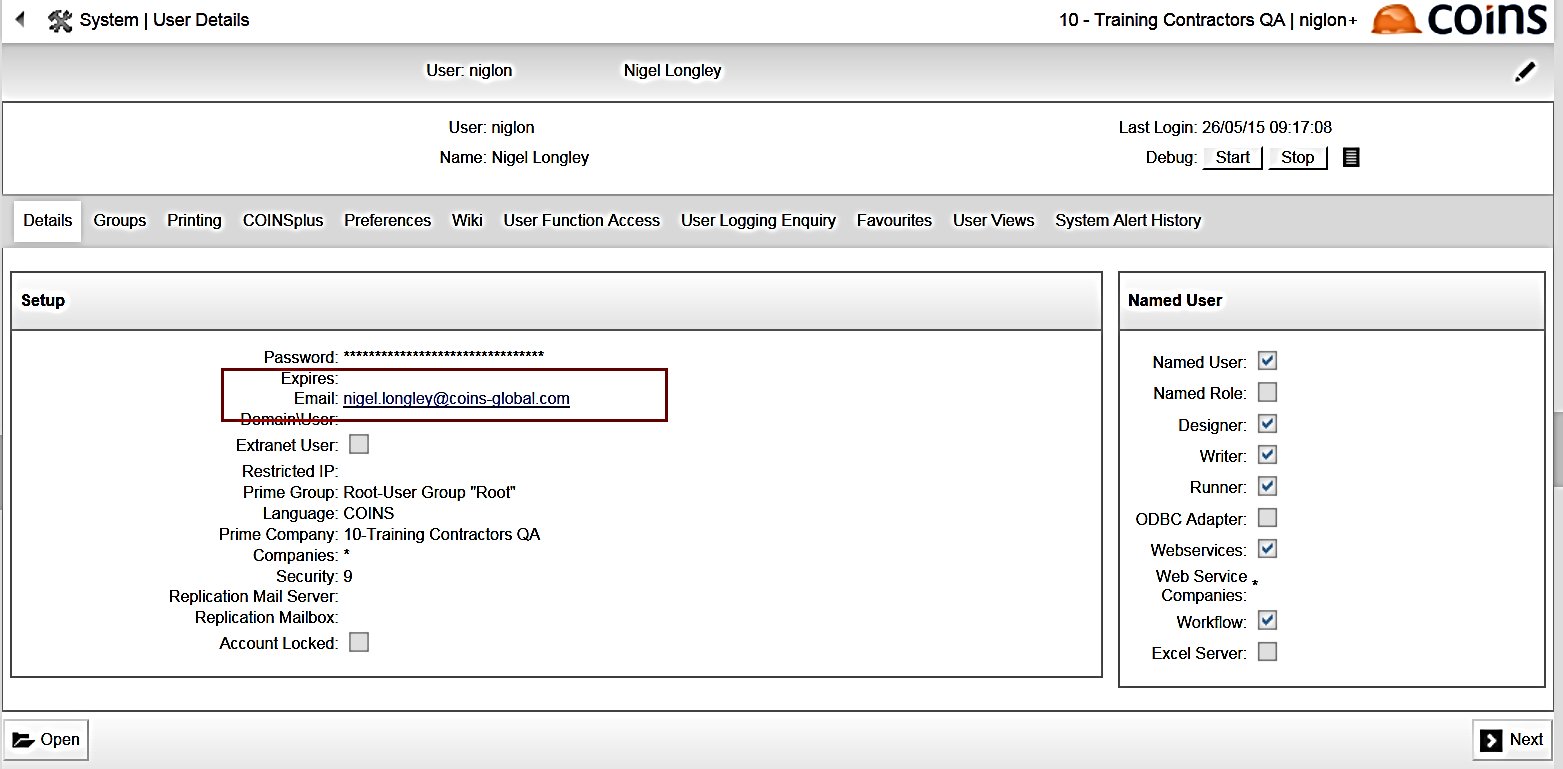 System | User Details
10 - Training Contractors QA | niglon+
coins
User: niglon
Nigel Longley
User: niglon
Last Login: 26/05/15 09:17:08
Name: Nigel Longley
Debug: Start Stop
Details Groups Printing COINSplus Preferences Wiki User Function Access User Logging Enquiry Favourites User Views System Alert History
Setup
Password: ********************************
Expires:
Email: nigel.longley@coins-global.com
Domain\User:
Extranet User:
Restricted IP:
Prime Group: Root-User Group "Root"
Language: COINS
Prime Company: 10-Training Contractors QA
Companies: *
Security: 9
Replication Mail Server:
Replication Mailbox:
Account Locked:
Named User
Named User:
Named Role:
Designer:
Writer:
Runner:
ODBC Adapter:
Webservices:
Web Service *
Companies:
Workflow:
Excel Server:
Open
Next